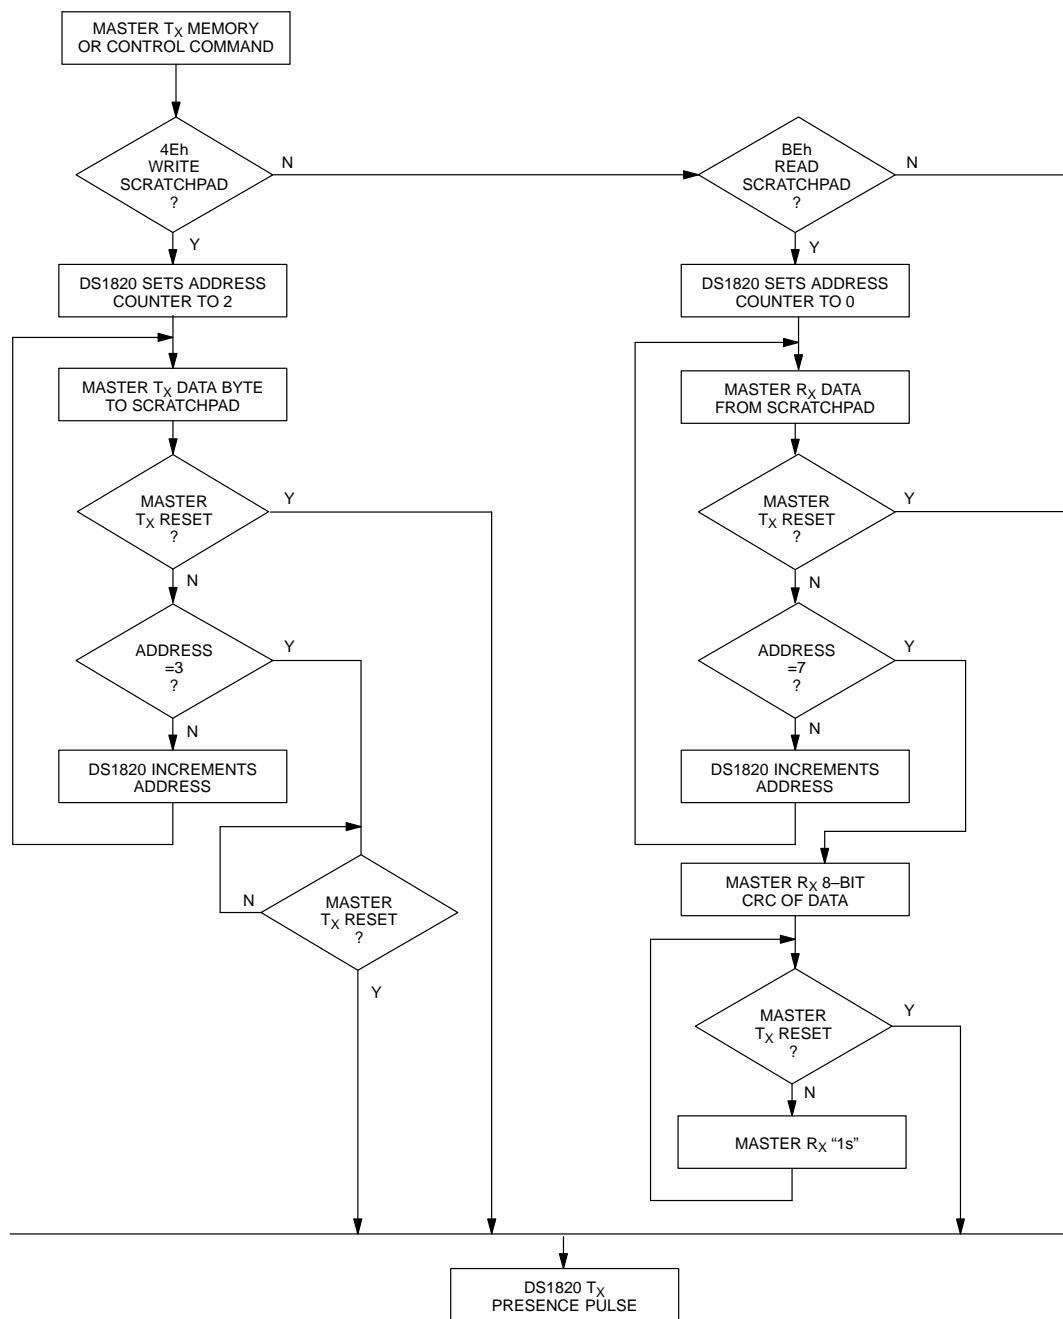 MASTER TX MEMORY
OR CONTROL COMMAND
4Eh
WRITE
SCRATCHPAD
?
N
Y
DS1820 SETS ADDRESS
COUNTER TO 2
MASTER TX DATA BYTE
TO SCRATCHPAD
MASTER
TX RESET
?
Y
N
ADDRESS
=3
?
Y
N
DS1820 INCREMENTS
ADDRESS
MASTER
TX RESET
?
N
Y
BEh
READ
SCRATCHPAD
?
N
Y
DS1820 SETS ADDRESS
COUNTER TO 0
MASTER RX DATA
FROM SCRATCHPAD
MASTER
TX RESET
?
Y
N
ADDRESS
=7
?
Y
N
DS1820 INCREMENTS
ADDRESS
MASTER RX 8–BIT
CRC OF DATA
MASTER
TX RESET
?
Y
N
MASTER RX “1s”
DS1820 TX
PRESENCE PULSE